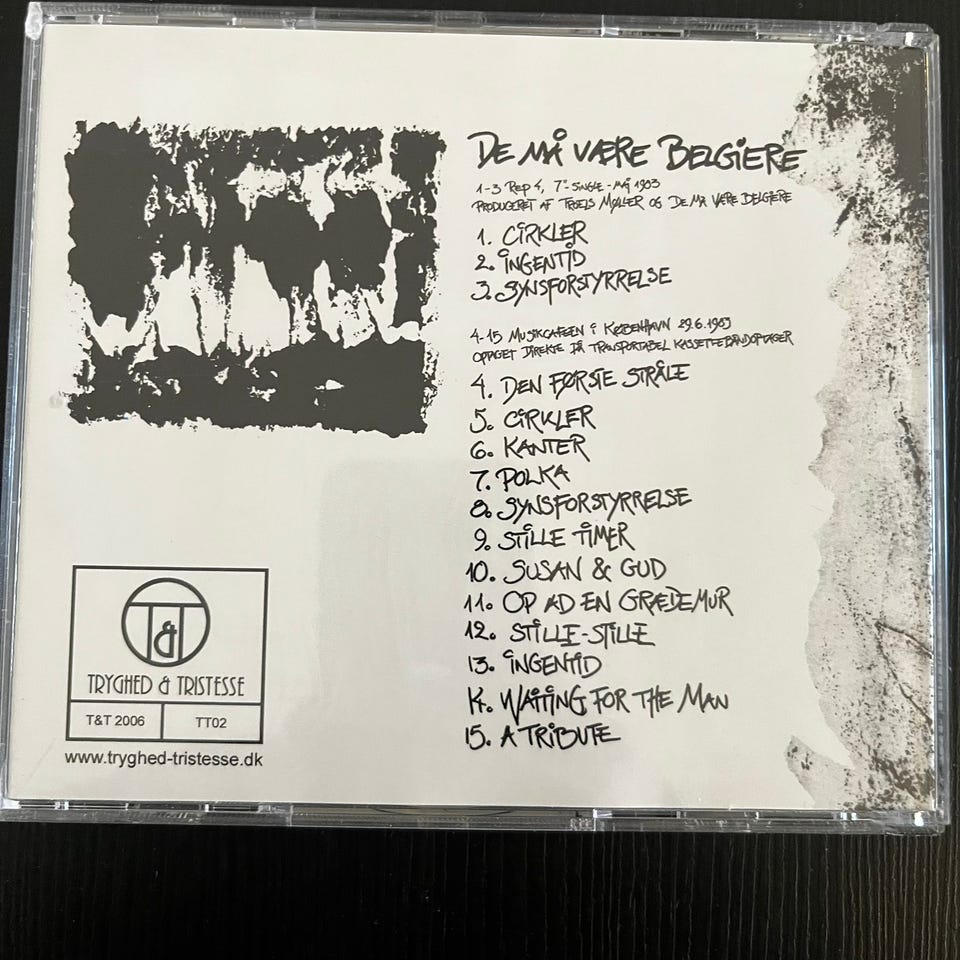 DE MÅ VÆRE BELGIERE
1-3 REP 4, 7"-SINGLE-MAJ 1983
PRODUCERET AF TROELS MØLLER OG DE MÅ VÆRE BELGIERE
1. CIRKLER
2. INGENTID
3. SYNSFORSTYRRELSE
4-15 MUSIKCAFEEN I KØBENHAVN 29.6.1983
OPTAGET DIREKTE PÅ TRANSPORTABEL KASSETTEBÅNDOPTAGER
4. DEN FØRSTE STRÅLE
5. CIRKLER
6. KANTER
7. POLKA
8. SYNSFORSTYRRELSE
9. STILLE TIMER
10. SUSAN & GUD
11. OP AD EN GRÆDEMUR
12. STILLE-STILLE
13. INGENTID
14. WAITING FOR THE MAN
15. A TRIBUTE
T&T
TRYGHED & TRISTESSE
T&T 2006 TT02
www.tryghed-tristesse.dk